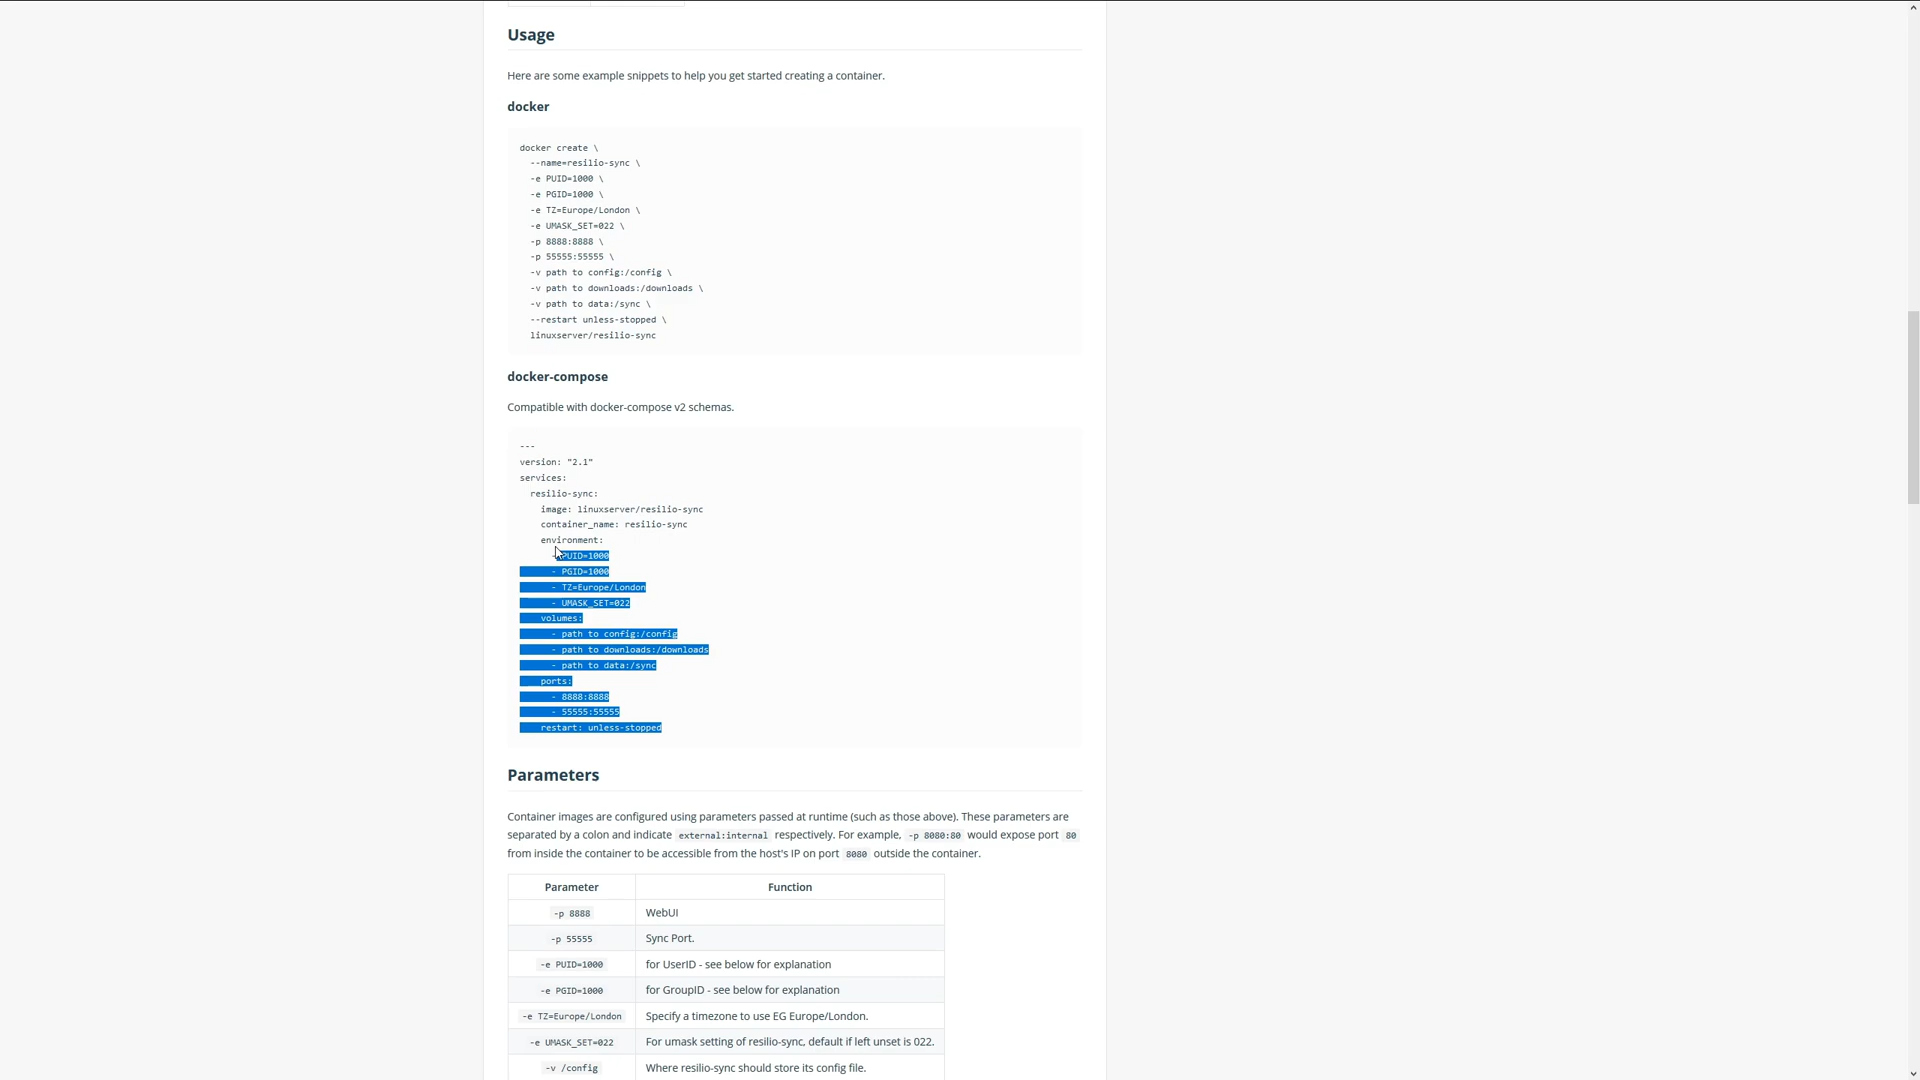 Usage
Here are some example snippets to help you get started creating a container.
docker
docker create \
--name=resilio-sync \
-e PUID=1000 \
-e PGID=1000 \
-e TZ=Europe/London \
-e UMASK_SET=022 \
-p 8888:8888 \
-p 55555:55555 \
-v path to config:/config \
-v path to downloads:/downloads \
-v path to data:/sync \
--restart unless-stopped \
linuxserver/resilio-sync
docker-compose
Compatible with docker-compose v2 schemas.
---
version: "2.1"
services:
resilio-sync:
image: linuxserver/resilio-sync
container_name: resilio-sync
environment:
- PUID=1000
- PGID=1000
- TZ=Europe/London
- UMASK_SET=022
volumes:
- path to config:/config
- path to downloads:/downloads
- path to data:/sync
ports:
- 8888:8888
- 55555:55555
restart: unless-stopped
Parameters
Container images are configured using parameters passed at runtime (such as those above). These parameters are
separated by a colon and indicate external:internal respectively. For example, -p 8080:80 would expose port 80
from inside the container to be accessible from the host's IP on port 8080 outside the container.
Parameter Function
-p 8888 WebUI
-p 55555 Sync Port.
-e PUID=1000 for UserID - see below for explanation
-e PGID=1000 for GroupID - see below for explanation
-e TZ=Europe/London Specify a timezone to use EG Europe/London.
-e UMASK_SET=022 For umask setting of resilio-sync, default if left unset is 022.
-v /config Where resilio-sync should store its config file.